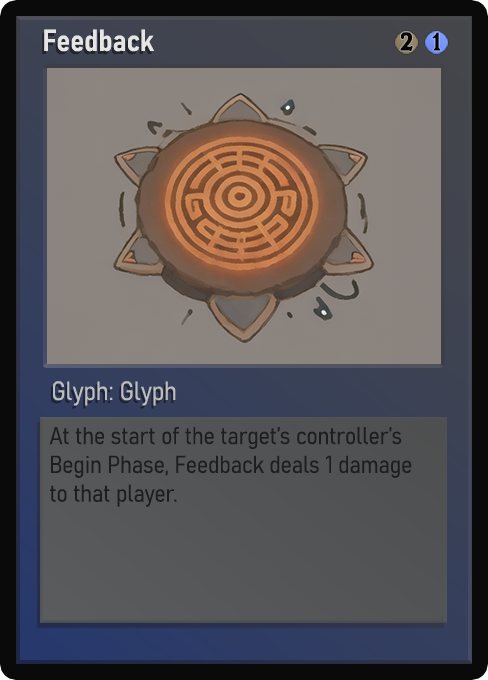 Feedback 2 1
Glyph: Glyph
At the start of the target's controller's
Begin Phase, Feedback deals 1 damage
to that player.